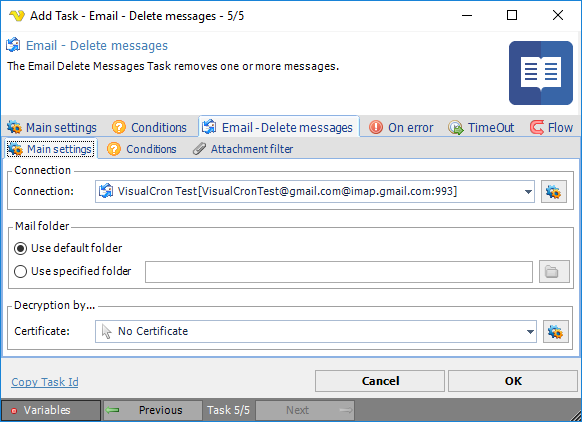 Add Task - Email - Delete messages - 5/5
Email - Delete messages
The Email Delete Messages Task removes one or more messages.
Main settings Conditions Email - Delete messages On error TimeOut Flow
Main settings Conditions Attachment filter
Connection
Connection: VisualCron Test[VisualCronTest@gmail.com@imap.gmail.com:993]
Mail folder
Use default folder
Use specified folder
Decryption by...
Certificate: No Certificate
Copy Task Id Cancel OK
Variables Previous Task 5/5 Next